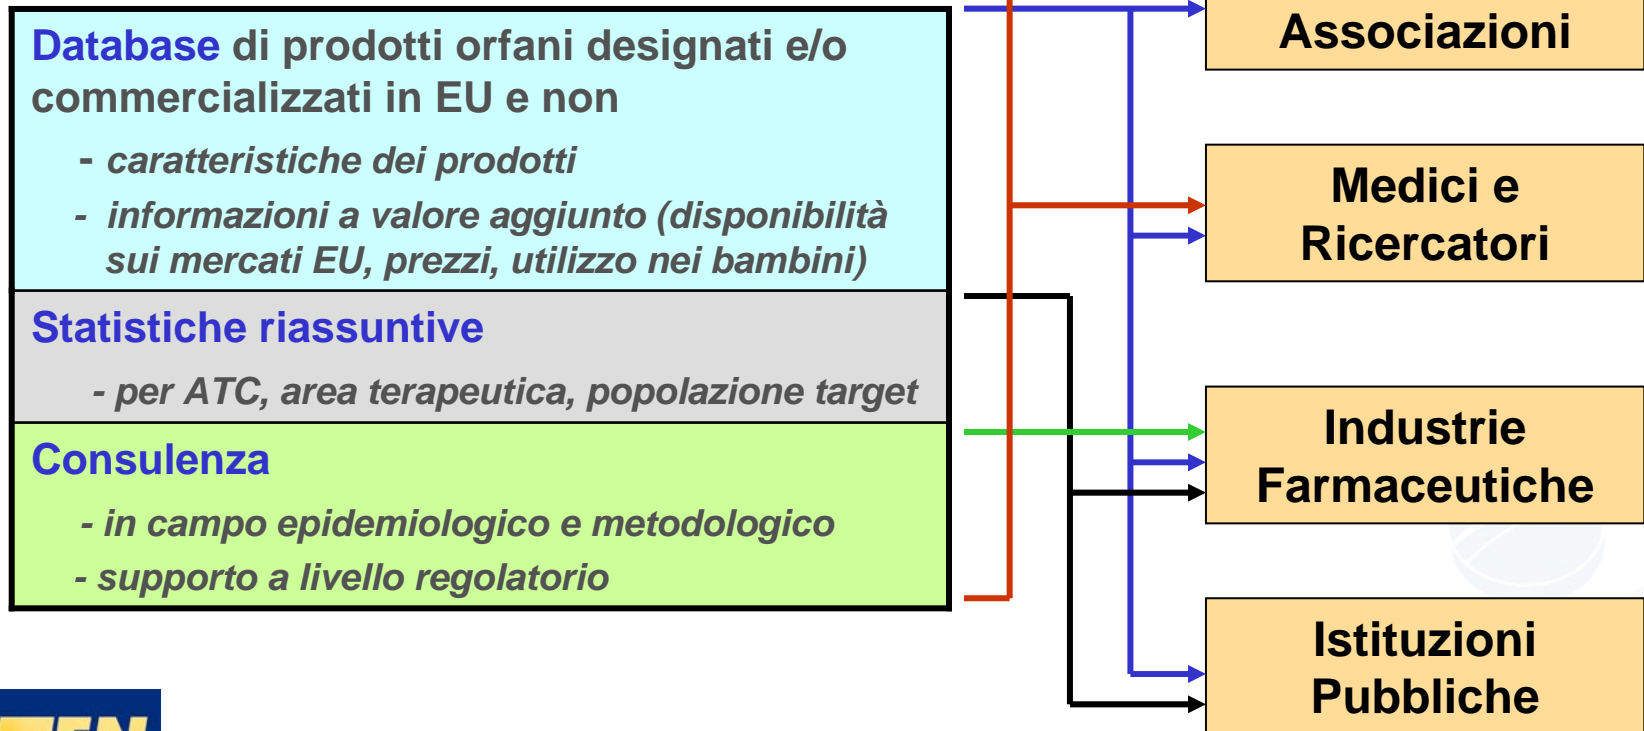 Database di prodotti orfani designati e/o
commercializzati in EU e non
- caratteristiche dei prodotti
- informazioni a valore aggiunto (disponibilità
sui mercati EU, prezzi, utilizzo nei bambini)
Statistiche riassuntive
- per ATC, area terapeutica, popolazione target
Consulenza
- in campo epidemiologico e metodologico
- supporto a livello regolatorio
Associazioni
Medici e
Ricercatori
Industrie
Farmaceutiche
Istituzioni
Pubbliche